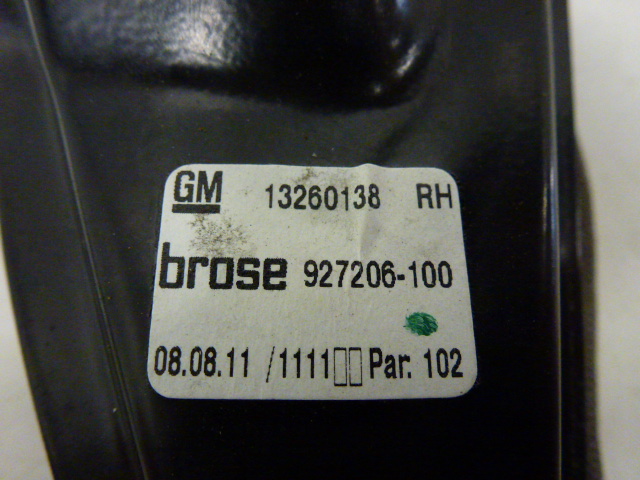 GM 13260138 RH
brose 927206-100
08.08.11 /1111□□ Par. 102